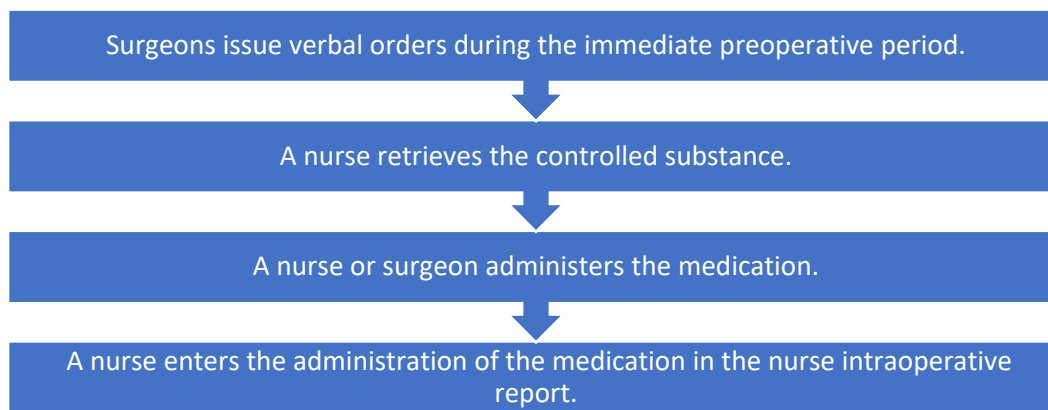 Surgeons issue verbal orders during the immediate preoperative period.
A nurse retrieves the controlled substance.
A nurse or surgeon administers the medication.
A nurse enters the administration of the medication in the nurse intraoperative
report.